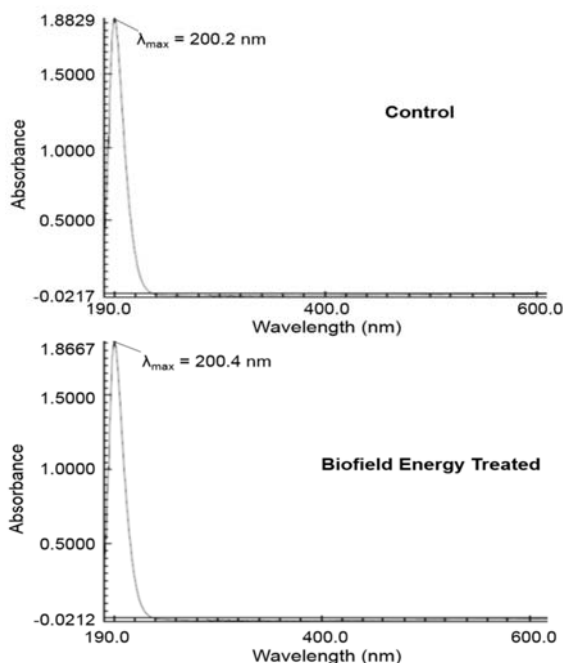 1.8829
λmax = 200.2 nm
1.5000
Control
1.0000
Absorbance
0.5000
-0.0217
190.0 400.0 600.0
Wavelength (nm)
1.8667
λmax = 200.4 nm
1.5000
Biofield Energy Treated
1.0000
Absorbance
0.5000
-0.0212
190.0 400.0 600.0
Wavelength (nm)